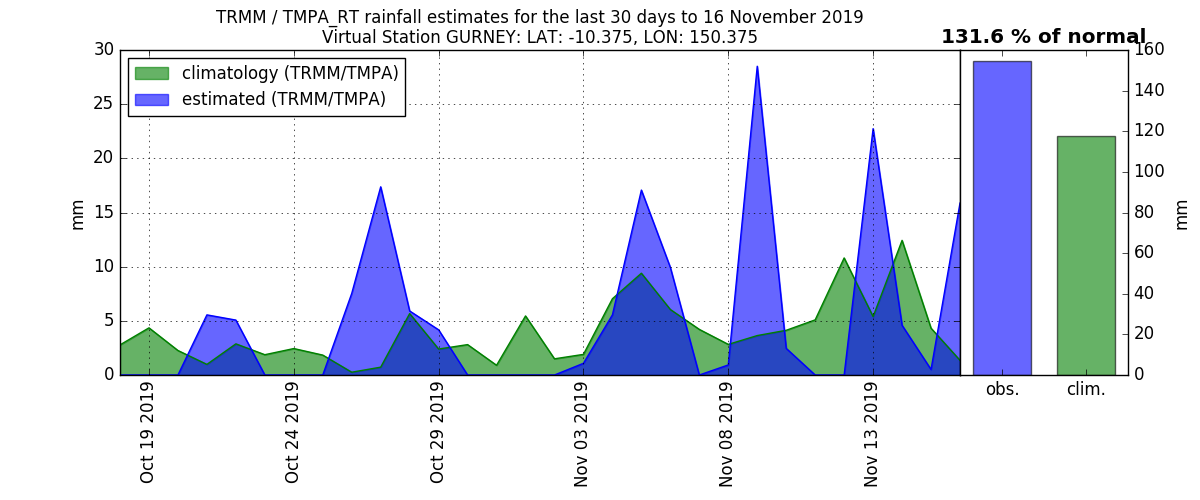 TRMM / TMPA_RT rainfall estimates for the last 30 days to 16 November 2019
Virtual Station GURNEY: LAT: -10.375, LON: 150.375
131.6 % of normal
climatology (TRMM/TMPA)
estimated (TRMM/TMPA)
30
25
20
15
10
5
0
mm
Oct 19 2019
Oct 24 2019
Oct 29 2019
Nov 03 2019
Nov 08 2019
Nov 13 2019
160
140
120
100
80
60
40
20
0
mm
obs.
clim.